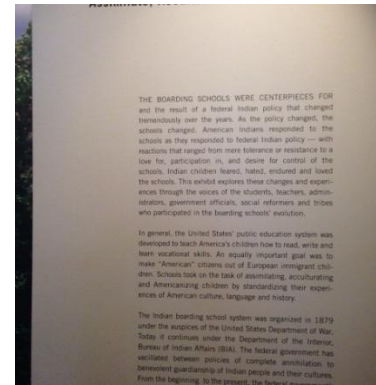 THE BOARDING SCHOOLS WERE CENTERPIECES FOR
and the result of a federal Indian policy that changed
tremendously over the years. As the policy changed, the
schools changed. American Indians responded to the
schools as they responded to federal Indian policy — with
reactions that ranged from mere tolerance or resistance to a
love for, participation in, and desire for control of the
schools. Indian children feared, hated, endured and loved
the schools. This exhibit explores these changes and experi-
ences through the voices of the students, teachers, admin-
istrators, government officials, social reformers and tribes
who participated in the boarding schools' evolution.
In general, the United States' public education system was
developed to teach America's children how to read, write and
learn vocational skills. An equally important goal was to
make "American" citizens out of European immigrant chil-
dren. Schools took on the task of assimilating, acculturating
and Americanizing children by standardizing their experi-
ences of American culture, language and history.
The Indian boarding school system was organized in 1879
under the auspices of the United States Department of War.
Today it continues under the Department of the Interior,
Bureau of Indian Affairs (BIA). The federal government has
vacillated between policies of complete annihilation to
benevolent guardianship of Indian people and their cultures.
From the beginning to the present, the federal